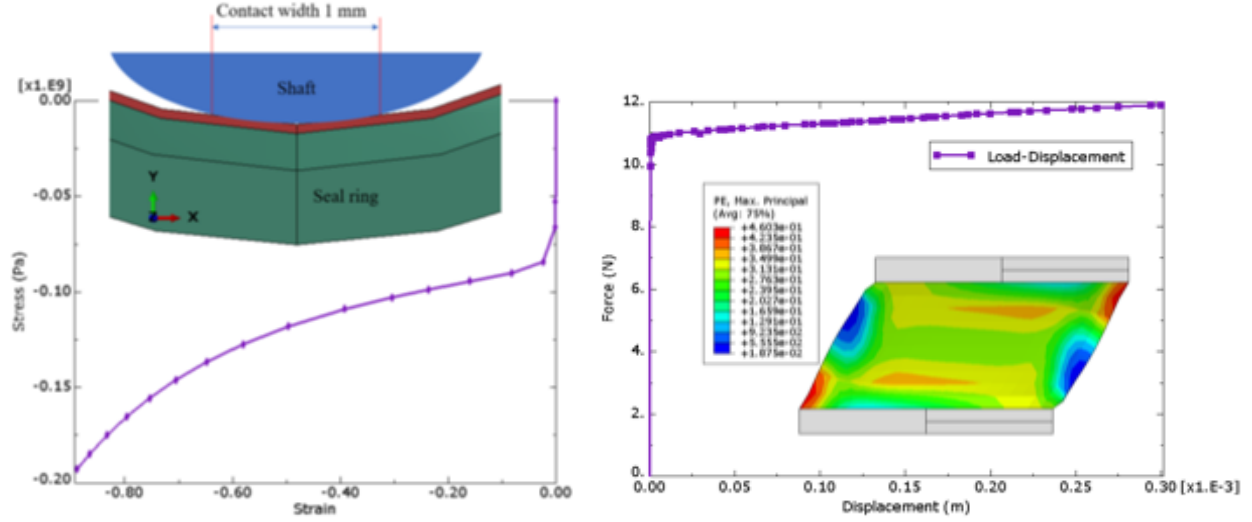 Contact width 1 mm
[x1.E9]
Shaft
0.00
-0.05
-0.10
-0.15
-0.20
Stress (Pa)
Y
X
Seal ring
-0.80
-0.60
-0.40
-0.20
0.00
Strain
12.
10.
8.
6.
4.
2.
0.
Force (N)
Load-Displacement
PE, Max. Principal
(Avg: 75%)
+4.603e-01
+4.235e-01
+3.867e-01
+3.499e-01
+3.131e-01
+2.763e-01
+2.395e-01
+2.027e-01
+1.659e-01
+1.291e-01
+9.235e-02
+5.555e-02
+1.875e-02
0.00
0.05
0.10
0.15
0.20
0.25
0.30
[x1.E-3]
Displacement (m)